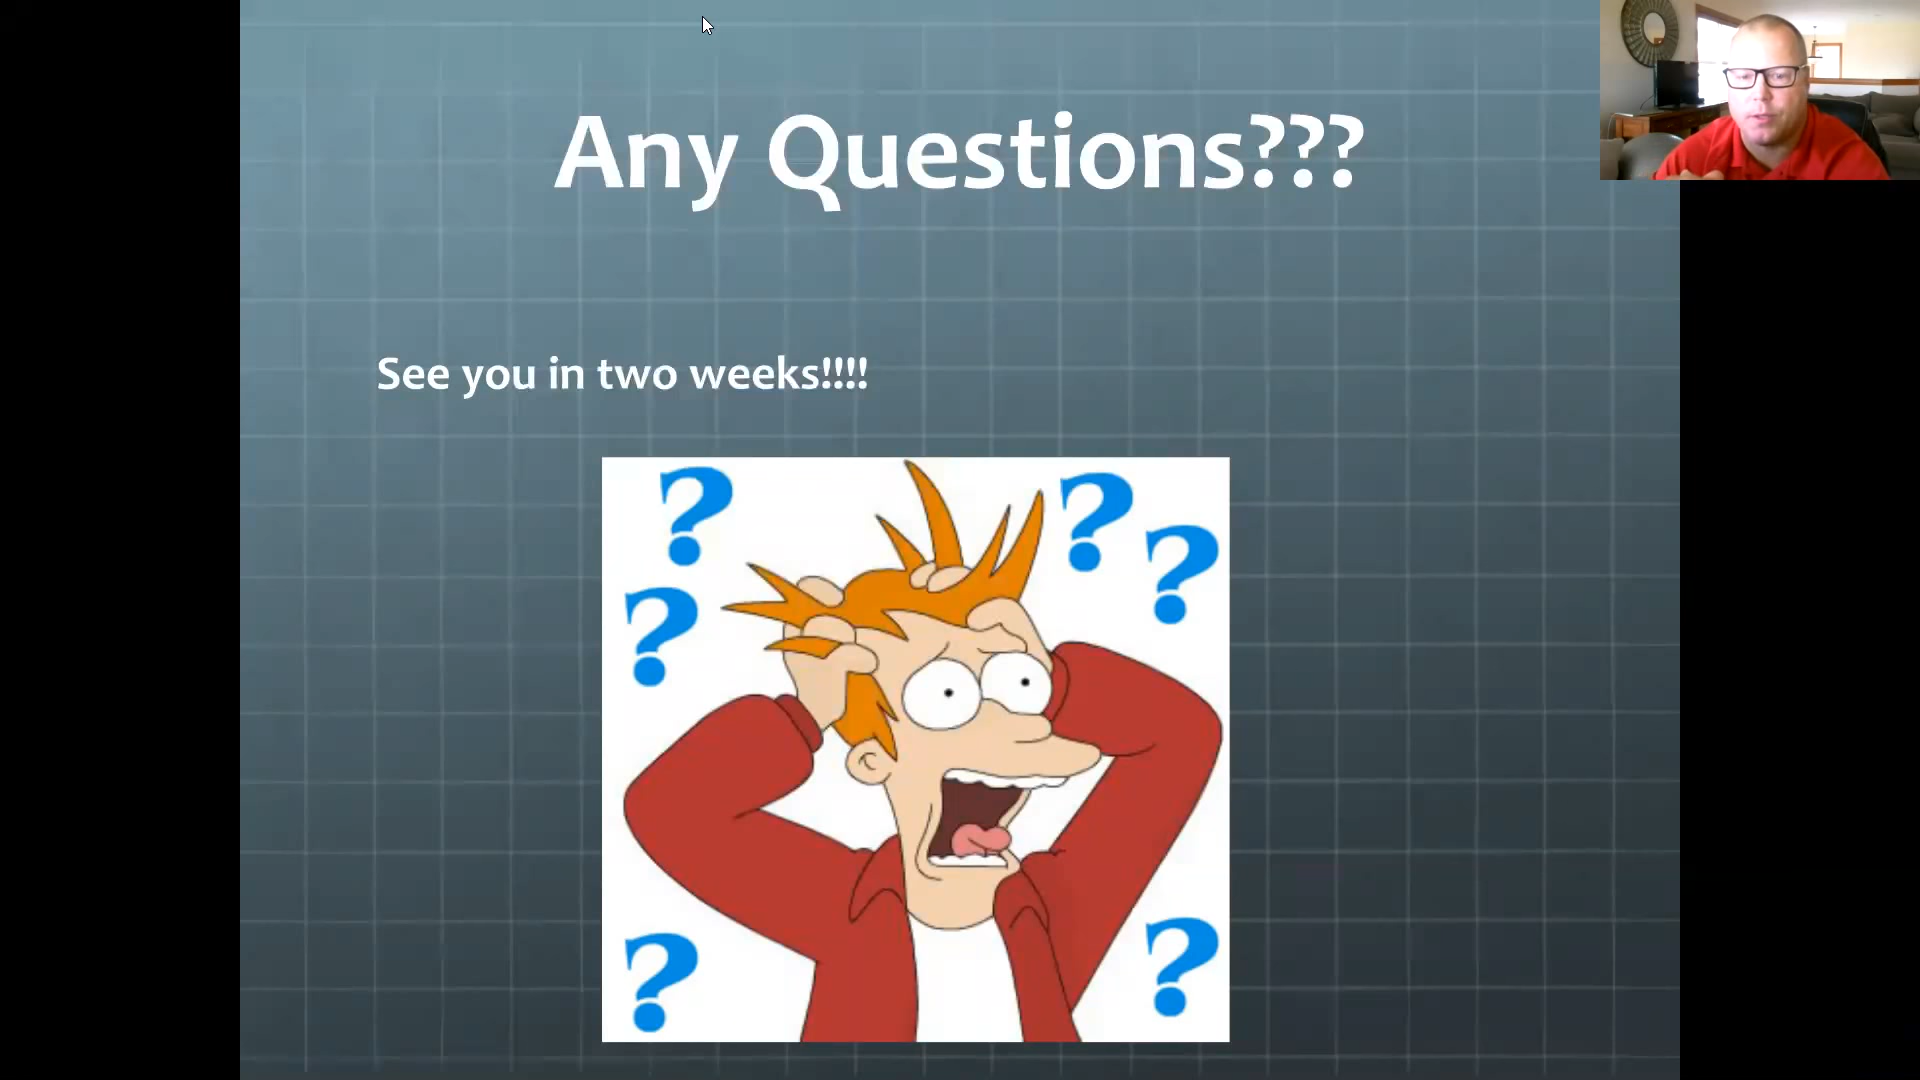 Any Questions???
See you in two weeks!!!!
? ? ?
?
? ?